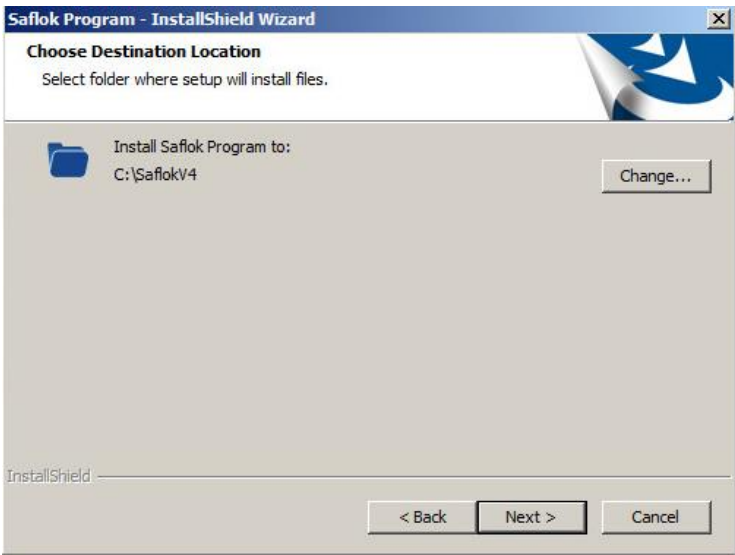 Saflok Program - InstallShield Wizard
Choose Destination Location
Select folder where setup will install files.
Install Saflok Program to:
C:\SaflokV4
Change...
InstallShield
< Back Next > Cancel